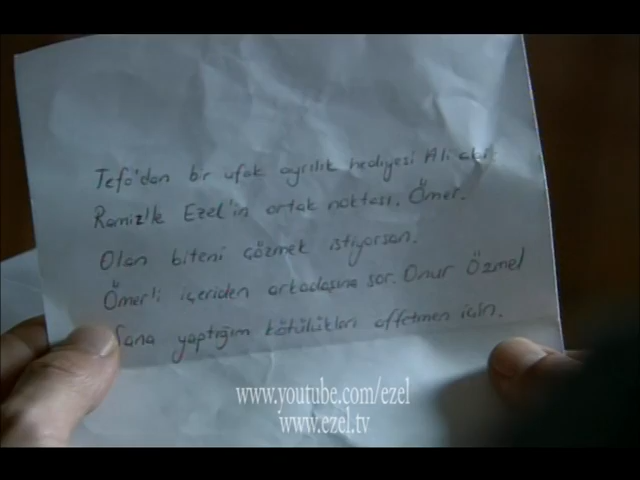 Tefo'dan bir ufak ayrılık hediyesi Ali abi.
Ramiz'le Ezel'in ortak noktası. Ömer.
Olan biteni çözmek istiyorsan.
Ömer'li içeriden arkadaşına sor. Onur Özmel
Sana yaptığım kötülükleri affetmen için.
www.youtube.com/ezel
www.ezel.tv